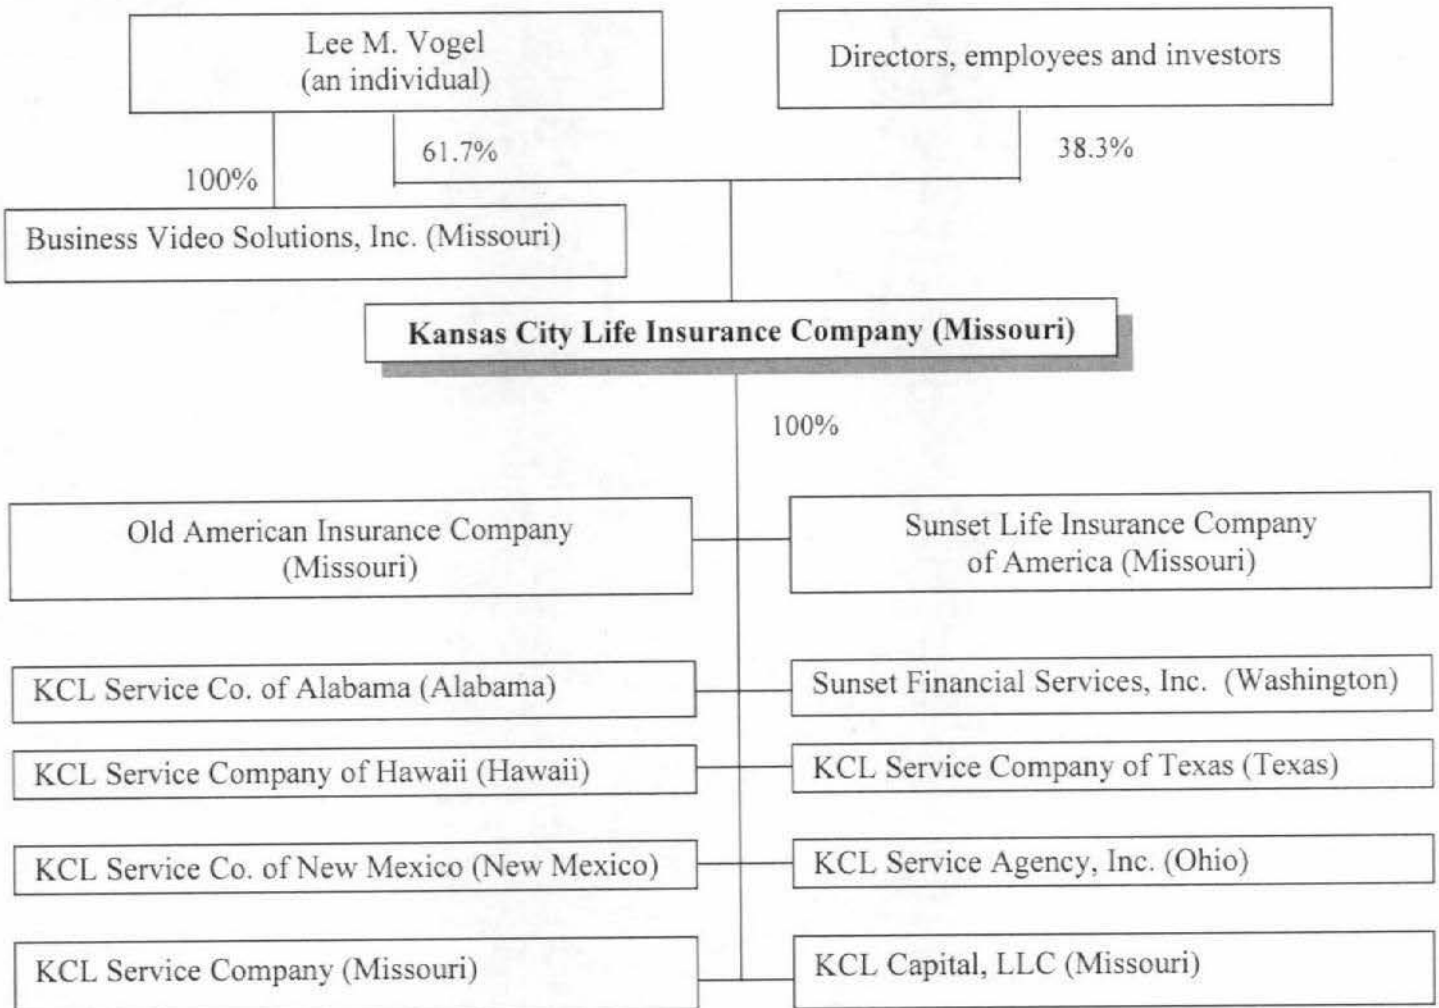 Lee M. Vogel
(an individual)
Directors, employees and investors
61.7%
38.3%
100%
Business Video Solutions, Inc. (Missouri)
Kansas City Life Insurance Company (Missouri)
100%
Old American Insurance Company
(Missouri)
Sunset Life Insurance Company
of America (Missouri)
KCL Service Co. of Alabama (Alabama)
Sunset Financial Services, Inc. (Washington)
KCL Service Company of Hawaii (Hawaii)
KCL Service Company of Texas (Texas)
KCL Service Co. of New Mexico (New Mexico)
KCL Service Agency, Inc. (Ohio)
KCL Service Company (Missouri)
KCL Capital, LLC (Missouri)